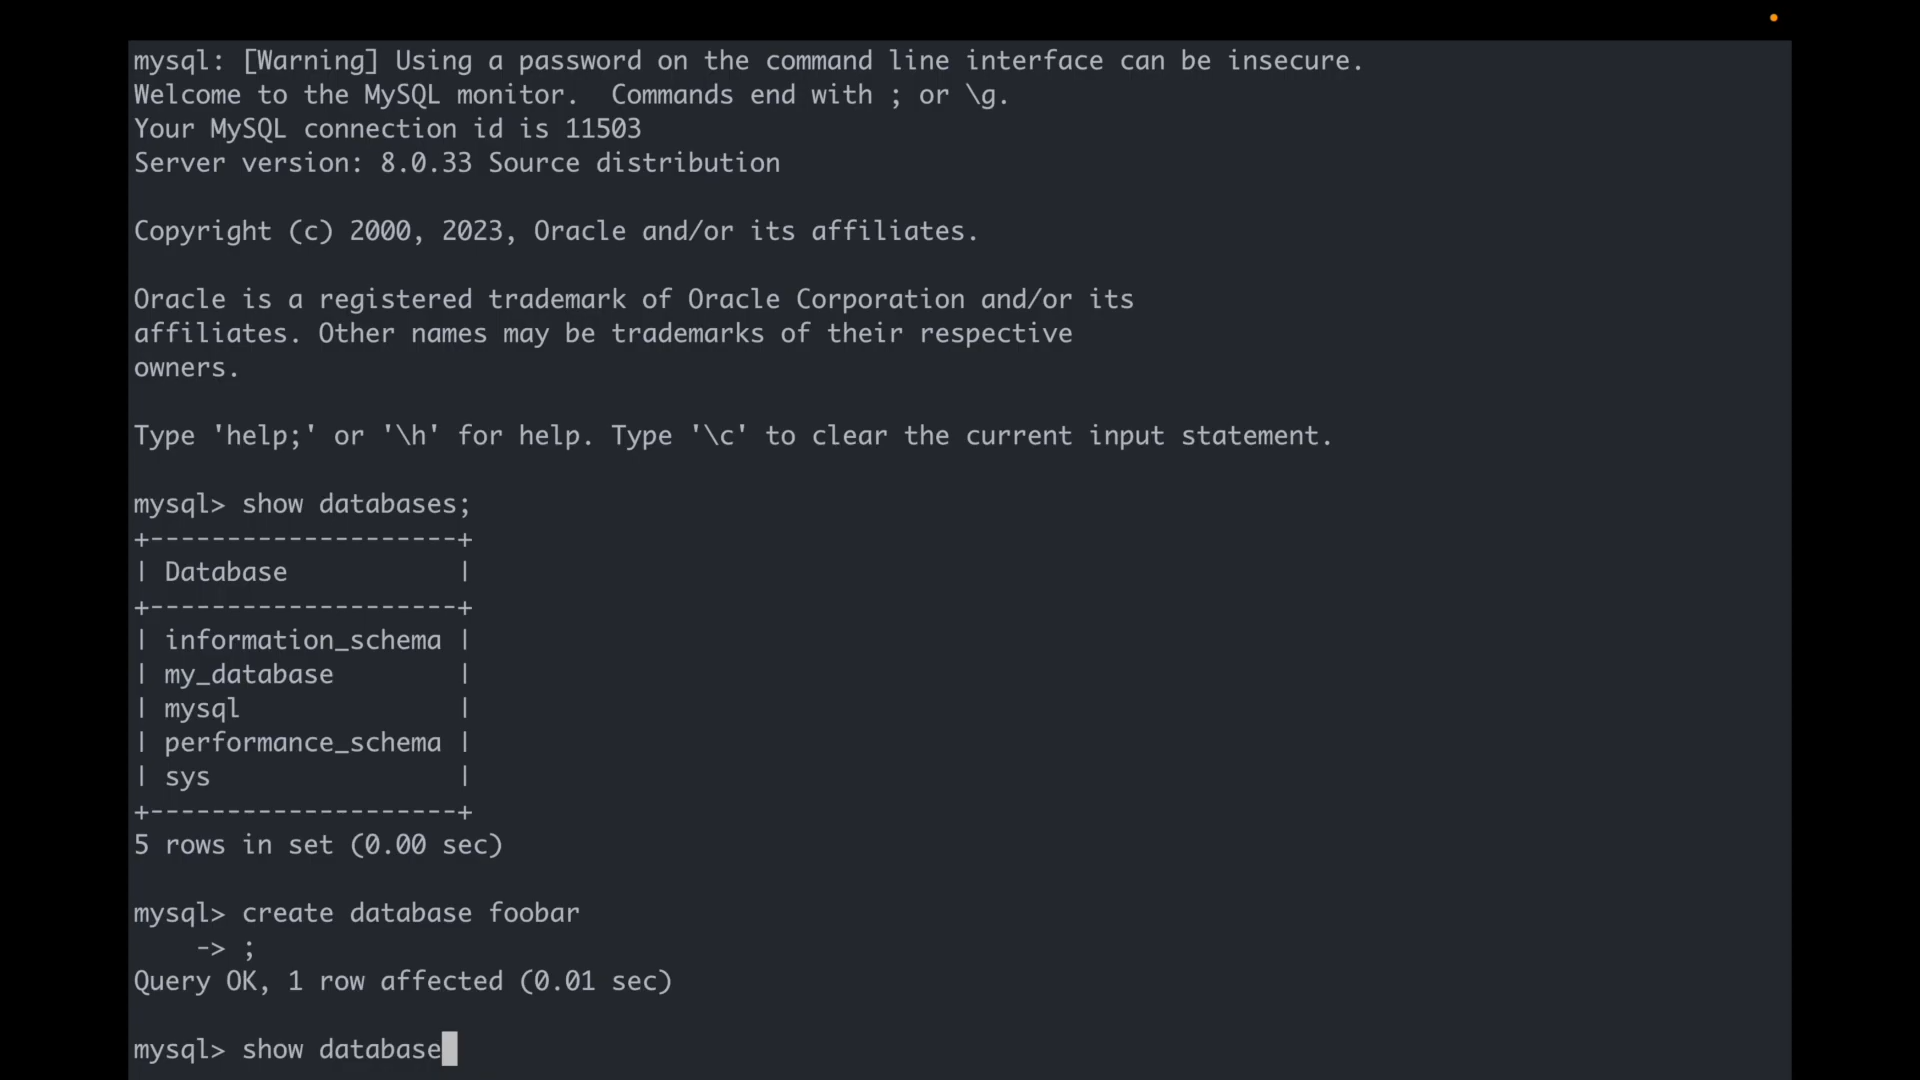 mysql: [Warning] Using a password on the command line interface can be insecure.
Welcome to the MySQL monitor.  Commands end with ; or \g.
Your MySQL connection id is 11503
Server version: 8.0.33 Source distribution

Copyright (c) 2000, 2023, Oracle and/or its affiliates.

Oracle is a registered trademark of Oracle Corporation and/or its
affiliates. Other names may be trademarks of their respective
owners.

Type 'help;' or '\h' for help. Type '\c' to clear the current input statement.

mysql> show databases;
+--------------------+
| Database           |
+--------------------+
| information_schema |
| my_database        |
| mysql              |
| performance_schema |
| sys                |
+--------------------+
5 rows in set (0.00 sec)

mysql> create database foobar
    -> ;
Query OK, 1 row affected (0.01 sec)

mysql> show database